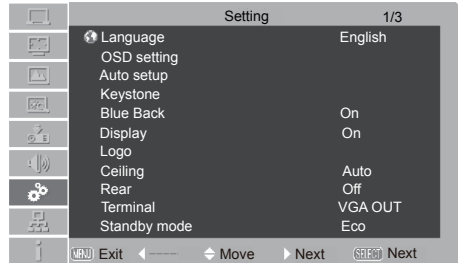 Setting 1/3
Language English
OSD setting
Auto setup
Keystone
Blue Back On
Display On
Logo
Ceiling Auto
Rear Off
Terminal VGA OUT
Standby mode Eco
MENU Exit ---- Move Next SELECT Next